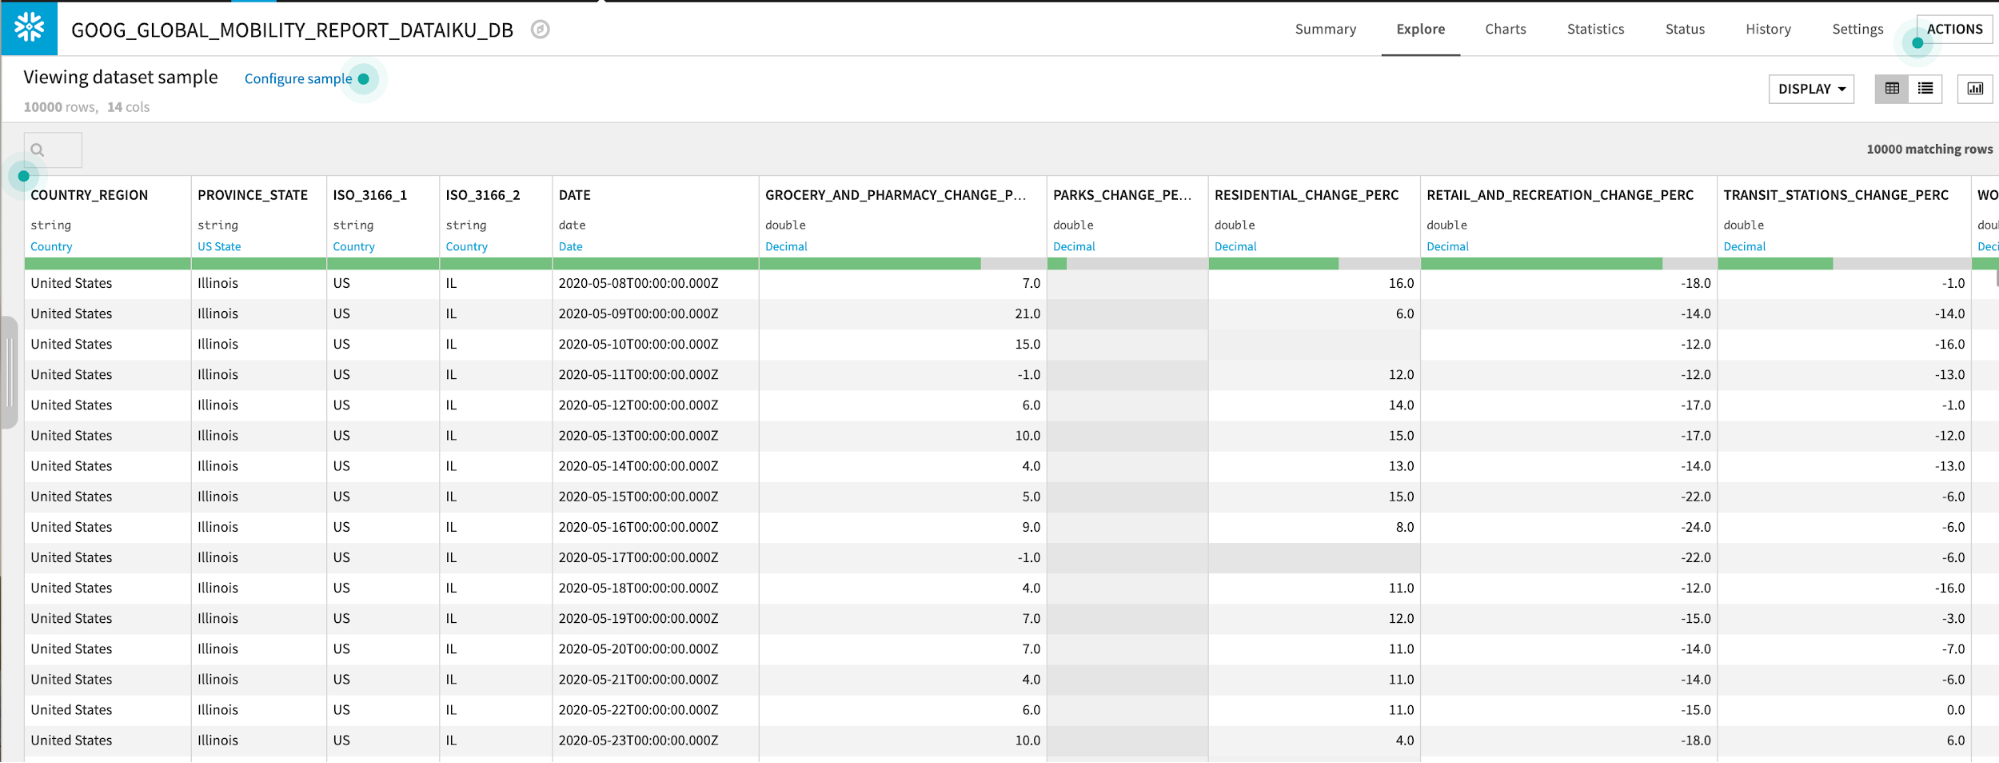 GOOG_GLOBAL_MOBILITY_REPORT_DATAIKU_DB Summary Explore Charts Statistics Status History Settings ACTIONS
Viewing dataset sample Configure sample
DISPLAY
10000 rows, 14 cols
10000 matching rows
COUNTRY_REGION PROVINCE_STATE ISO_3166_1 ISO_3166_2 DATE GROCERY_AND_PHARMACY_CHANGE_P... PARKS_CHANGE_PE... RESIDENTIAL_CHANGE_PERC RETAIL_AND_RECREATION_CHANGE_PERC TRANSIT_STATIONS_CHANGE_PERC WO
string string string string date double double double double double dou
Country US State Country Country Date Decimal Decimal Decimal Decimal Decimal Deci
United States Illinois US IL 2020-05-08T00:00:00.000Z 7.0 16.0 -18.0 -1.0
United States Illinois US IL 2020-05-09T00:00:00.000Z 21.0 6.0 -14.0 -14.0
United States Illinois US IL 2020-05-10T00:00:00.000Z 15.0 -12.0 -16.0
United States Illinois US IL 2020-05-11T00:00:00.000Z -1.0 12.0 -12.0 -13.0
United States Illinois US IL 2020-05-12T00:00:00.000Z 6.0 14.0 -17.0 -1.0
United States Illinois US IL 2020-05-13T00:00:00.000Z 10.0 15.0 -17.0 -12.0
United States Illinois US IL 2020-05-14T00:00:00.000Z 4.0 13.0 -14.0 -13.0
United States Illinois US IL 2020-05-15T00:00:00.000Z 5.0 15.0 -22.0 -6.0
United States Illinois US IL 2020-05-16T00:00:00.000Z 9.0 8.0 -24.0 -6.0
United States Illinois US IL 2020-05-17T00:00:00.000Z -1.0 -22.0 -6.0
United States Illinois US IL 2020-05-18T00:00:00.000Z 4.0 11.0 -12.0 -16.0
United States Illinois US IL 2020-05-19T00:00:00.000Z 7.0 12.0 -15.0 -3.0
United States Illinois US IL 2020-05-20T00:00:00.000Z 7.0 11.0 -14.0 -7.0
United States Illinois US IL 2020-05-21T00:00:00.000Z 4.0 11.0 -14.0 -6.0
United States Illinois US IL 2020-05-22T00:00:00.000Z 6.0 11.0 -15.0 0.0
United States Illinois US IL 2020-05-23T00:00:00.000Z 10.0 4.0 -18.0 6.0